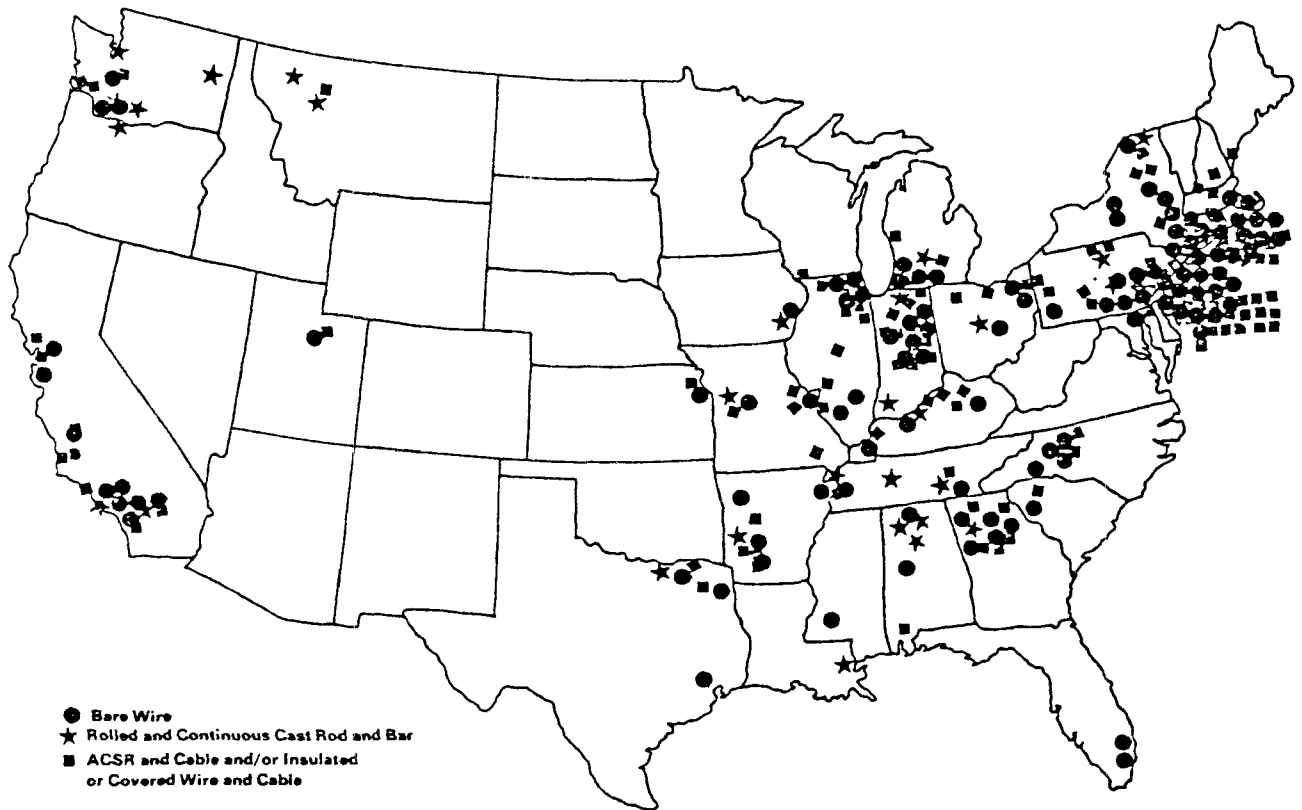 Bare Wire
Rolled and Continuous Cast Rod and Bar
ACSR and Cable and/or Insulated
or Covered Wire and Cable